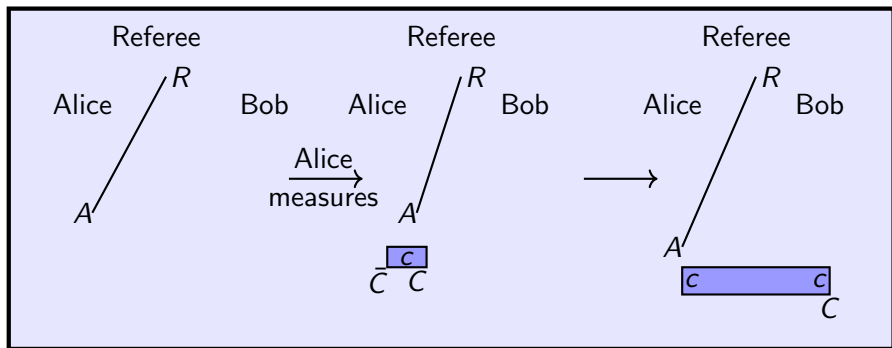 Referee Referee Referee
R R R
Alice Bob Alice Bob Alice Bob
Alice
measures
A A A
c c c
C̄ C C